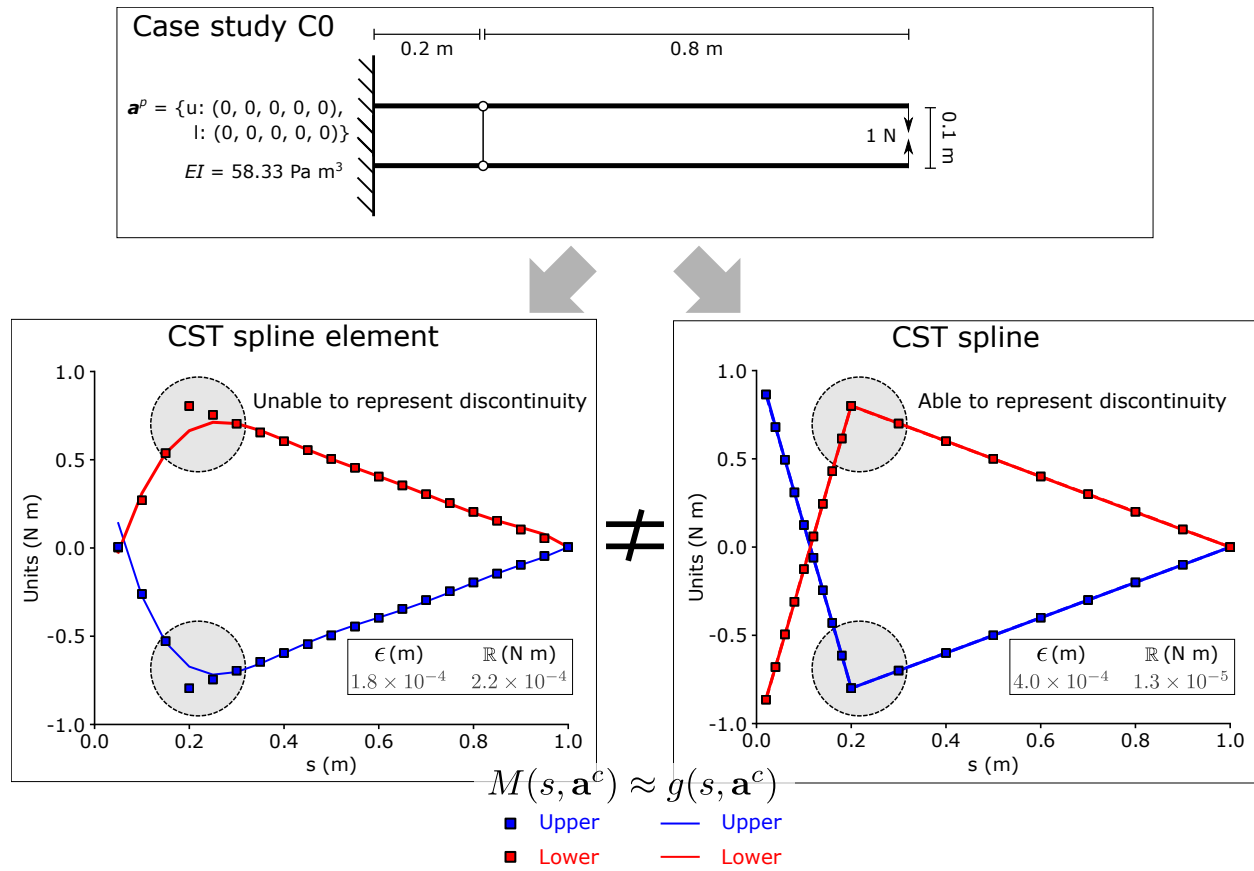 Case study C0
0.2 m
0.8 m
𝒂ᵖ = {u: (0, 0, 0, 0, 0),
l: (0, 0, 0, 0, 0)}
EI = 58.33 Pa m³
1 N
0.1 m
CST spline element
Unable to represent discontinuity
Units (N m)
1.0
0.5
0.0
-0.5
-1.0
ϵ (m) ℝ (N m)
1.8 × 10⁻⁴ 2.2 × 10⁻⁴
0.0 0.2 0.4 0.6 0.8 1.0
s (m)
≠
CST spline
Able to represent discontinuity
Units (N m)
1.0
0.5
0.0
-0.5
-1.0
ϵ (m) ℝ (N m)
4.0 × 10⁻⁴ 1.3 × 10⁻⁵
0.0 0.2 0.4 0.6 0.8 1.0
s (m)
M(s, 𝐚ᶜ) ≈ g(s, 𝐚ᶜ)
Upper Upper
Lower Lower